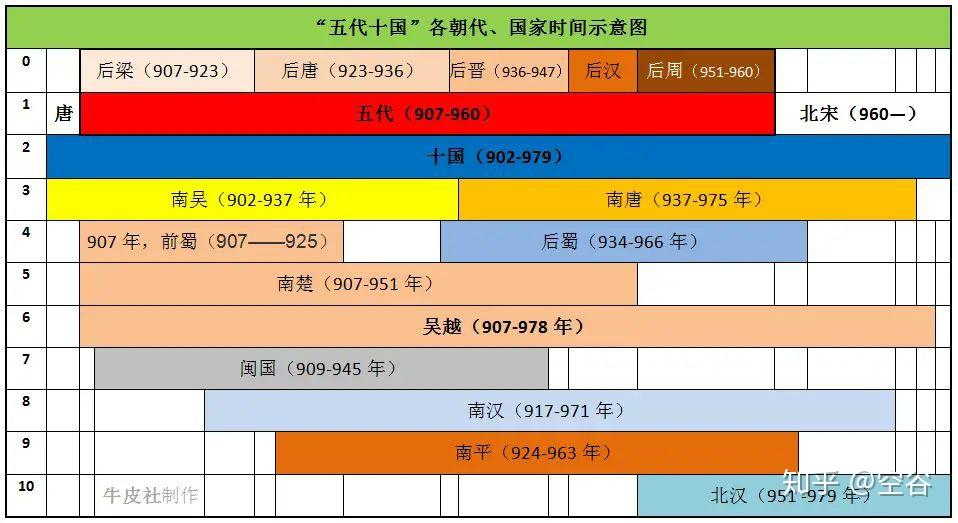 “五代十国”各朝代、国家时间示意图
0 后梁（907-923） 后唐（923-936） 后晋（936-947） 后汉 后周（951-960）
1 唐 五代（907-960） 北宋（960—）
2 十国（902-979）
3 南吴（902-937 年） 南唐（937-975 年）
4 907 年，前蜀（907——925） 后蜀（934-966 年）
5 南楚（907-951 年）
6 吴越（907-978 年）
7 闽国（909-945 年）
8 南汉（917-971 年）
9 南平（924-963 年）
10 牛皮社制作 北汉（951 -979 年）
知乎 @空谷